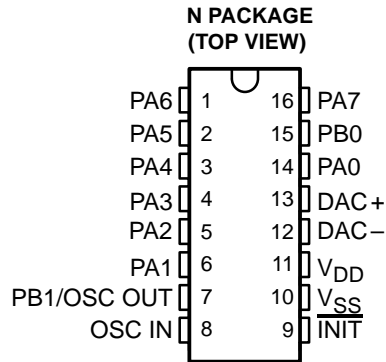 N PACKAGE
(TOP VIEW)
PA6 1 16 PA7
PA5 2 15 PB0
PA4 3 14 PA0
PA3 4 13 DAC+
PA2 5 12 DAC−
PA1 6 11 VDD
PB1/OSC OUT 7 10 VSS
OSC IN 8 9 INIT